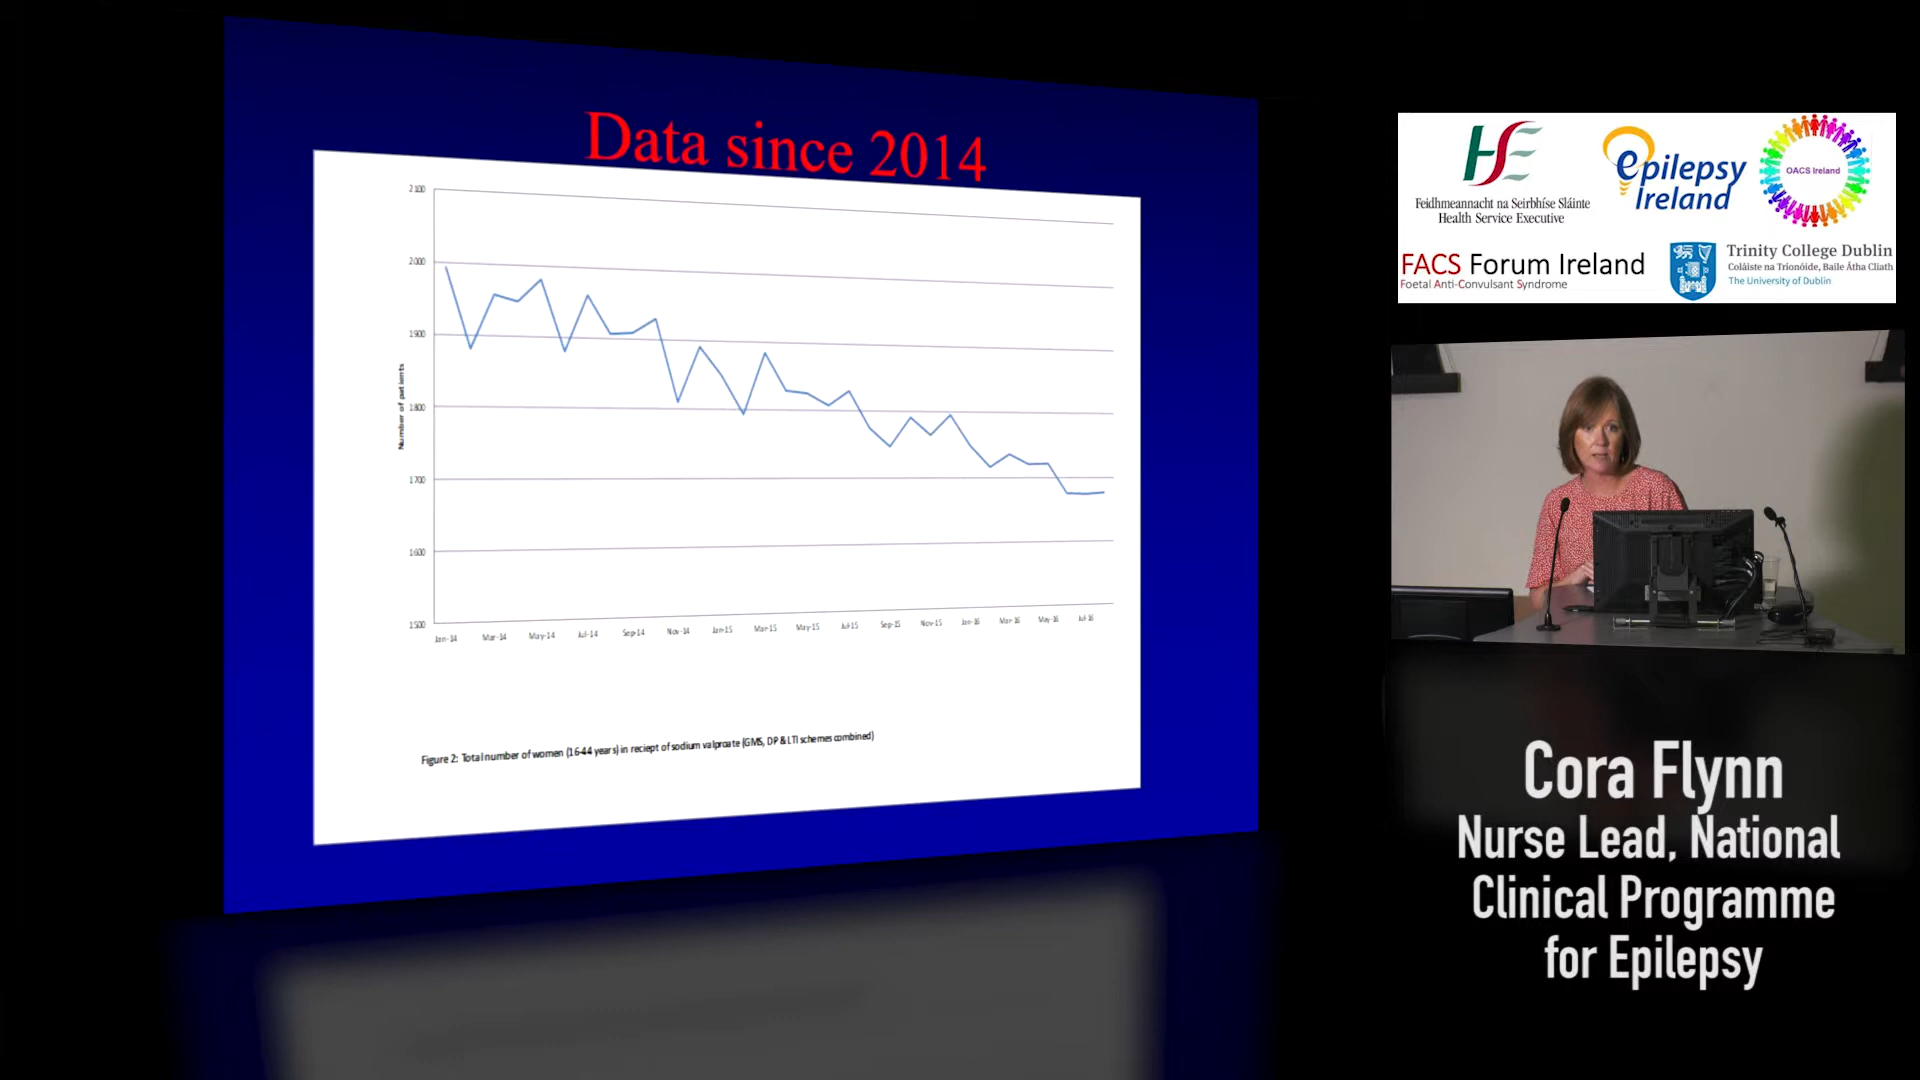 Data since 2014
2100
2000
1900
1800
1700
1600
1500
Number of patients
Jan-14 Mar-14 May-14 Jul-14 Sep-14 Nov-14 Jan-15 Mar-15 May-15 Jul-15 Sep-15 Nov-15 Jan-16 Mar-16 May-16 Jul-16
Figure 2: Total number of women (16-44 years) in reciept of sodium valproate (GMS, DP & LTI schemes combined)
HSE
Feidhmeannacht na Seirbhíse Sláinte
Health Service Executive
epilepsy
Ireland
OACS Ireland
FACS Forum Ireland
Foetal Anti-Convulsant Syndrome
Trinity College Dublin
Coláiste na Tríonóide, Baile Átha Cliath
The University of Dublin
Cora Flynn
Nurse Lead, National
Clinical Programme
for Epilepsy